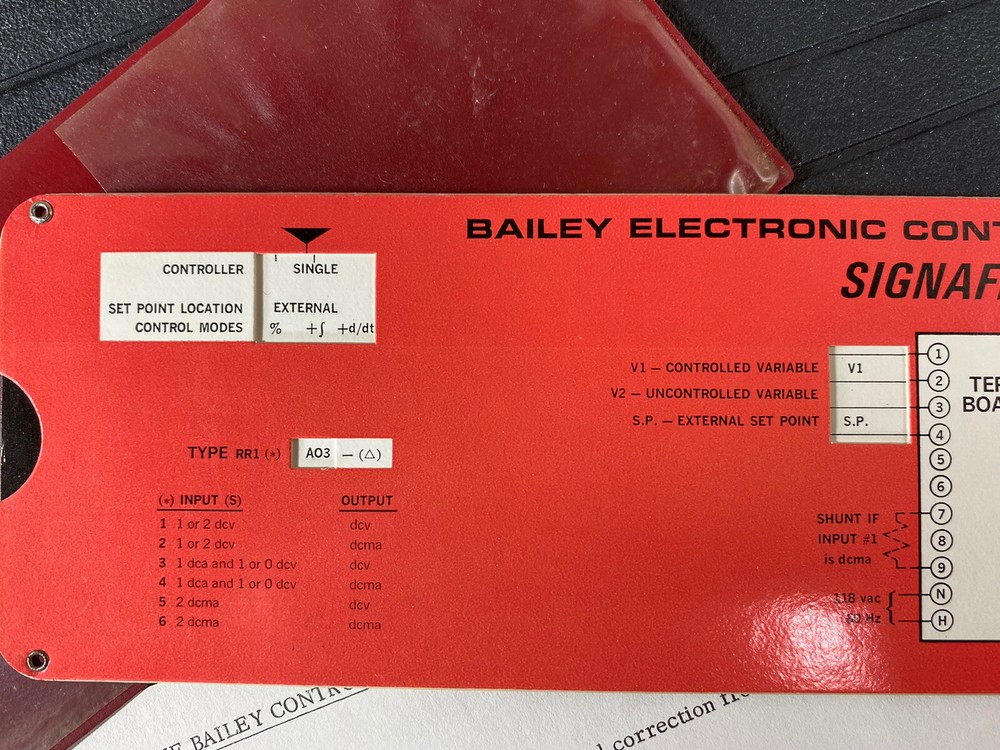 BAILEY ELECTRONIC CONT
SIGNAF
CONTROLLER SINGLE
SET POINT LOCATION EXTERNAL
CONTROL MODES % +∫ +d/dt
V1 — CONTROLLED VARIABLE V1
V2 — UNCONTROLLED VARIABLE
S.P. — EXTERNAL SET POINT S.P.
1
2
3
4
5
6
7
8
9
N
H
TER
BOA
TYPE RR1 (*) AO3 — (△)
(*) INPUT (S) OUTPUT
1 1 or 2 dcv dcv
2 1 or 2 dcv dcma
3 1 dca and 1 or 0 dcv dcv
4 1 dca and 1 or 0 dcv dcma
5 2 dcma dcv
6 2 dcma dcma
SHUNT IF
INPUT #1
is dcma
118 vac
60 Hz
BAILEY CONTRO
correction